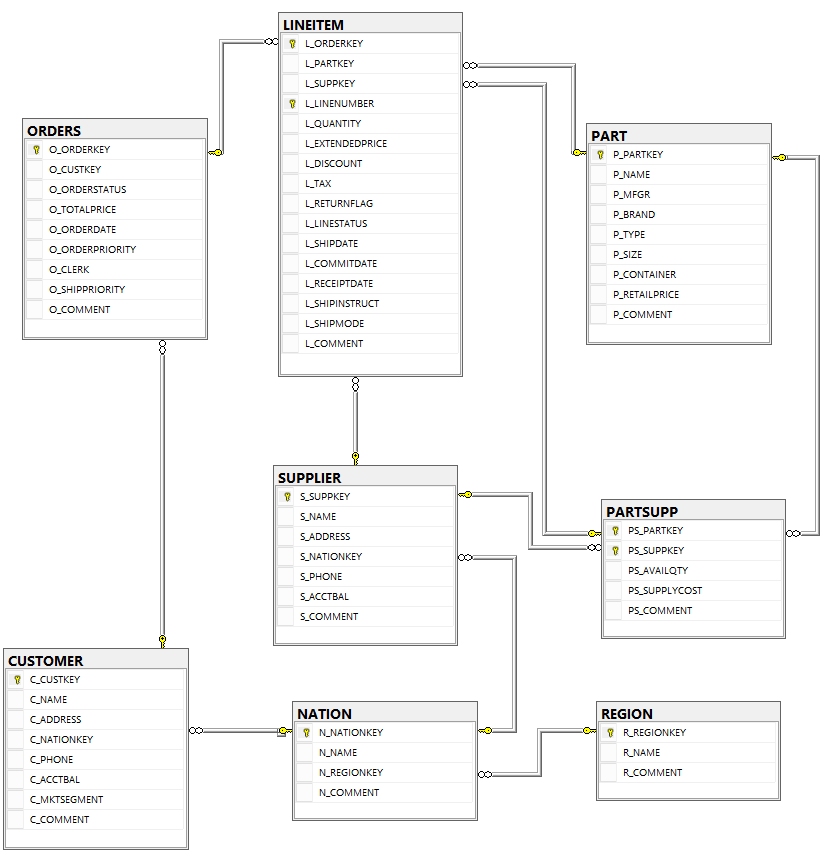 LINEITEM
L_ORDERKEY
L_PARTKEY
L_SUPPKEY
L_LINENUMBER
L_QUANTITY
L_EXTENDEDPRICE
L_DISCOUNT
L_TAX
L_RETURNFLAG
L_LINESTATUS
L_SHIPDATE
L_COMMITDATE
L_RECEIPTDATE
L_SHIPINSTRUCT
L_SHIPMODE
L_COMMENT
ORDERS
O_ORDERKEY
O_CUSTKEY
O_ORDERSTATUS
O_TOTALPRICE
O_ORDERDATE
O_ORDERPRIORITY
O_CLERK
O_SHIPPRIORITY
O_COMMENT
PART
P_PARTKEY
P_NAME
P_MFGR
P_BRAND
P_TYPE
P_SIZE
P_CONTAINER
P_RETAILPRICE
P_COMMENT
SUPPLIER
S_SUPPKEY
S_NAME
S_ADDRESS
S_NATIONKEY
S_PHONE
S_ACCTBAL
S_COMMENT
PARTSUPP
PS_PARTKEY
PS_SUPPKEY
PS_AVAILQTY
PS_SUPPLYCOST
PS_COMMENT
CUSTOMER
C_CUSTKEY
C_NAME
C_ADDRESS
C_NATIONKEY
C_PHONE
C_ACCTBAL
C_MKTSEGMENT
C_COMMENT
NATION
N_NATIONKEY
N_NAME
N_REGIONKEY
N_COMMENT
REGION
R_REGIONKEY
R_NAME
R_COMMENT